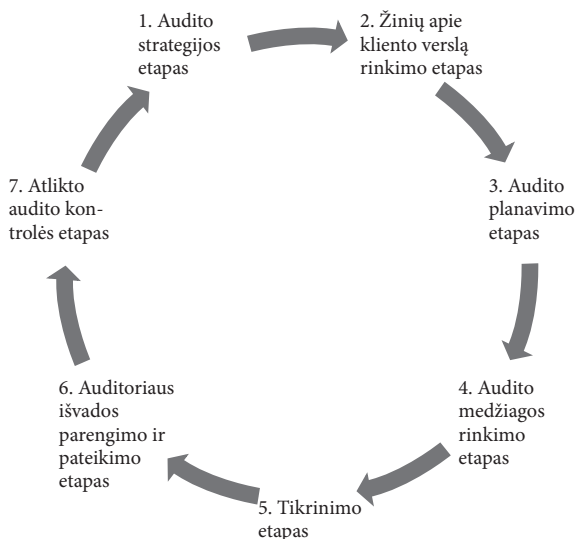 1. Audito
strategijos
etapas
2. Žinių apie
kliento verslą
rinkimo etapas
3. Audito
planavimo
etapas
4. Audito
medžiagos
rinkimo
etapas
5. Tikrinimo
etapas
6. Auditoriaus
išvados
parengimo ir
pateikimo
etapas
7. Atlikto
audito kon-
trolės etapas